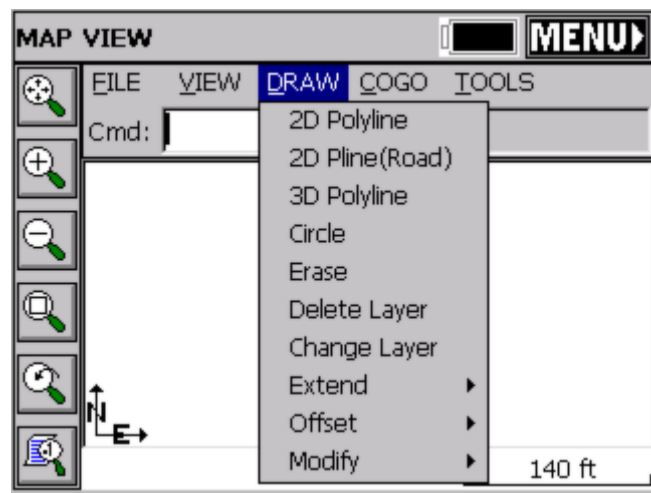 MAP VIEW MENU
FILE VIEW DRAW COGO TOOLS
Cmd:
2D Polyline
2D Pline(Road)
3D Polyline
Circle
Erase
Delete Layer
Change Layer
Extend
Offset
Modify
N
E
140 ft